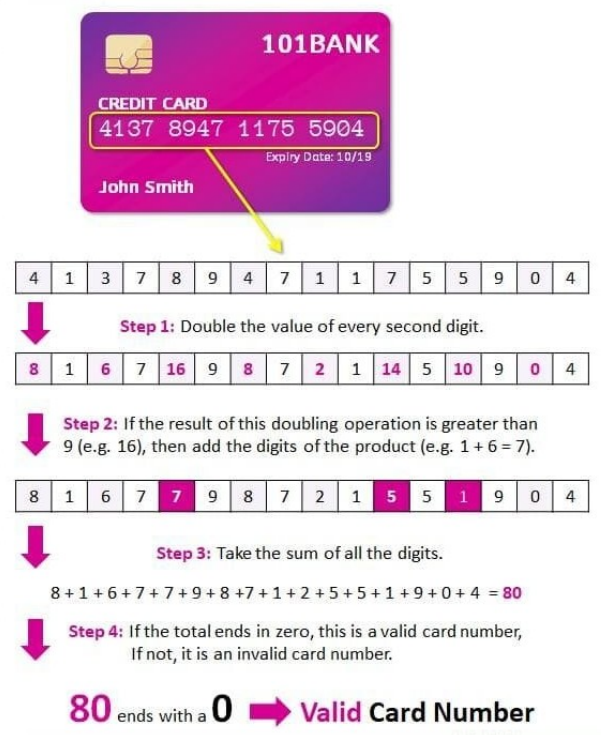 101BANK
CREDIT CARD
4137 8947 1175 5904
Expiry Date: 10/19
John Smith
4 1 3 7 8 9 4 7 1 1 7 5 5 9 0 4
Step 1: Double the value of every second digit.
8 1 6 7 16 9 8 7 2 1 14 5 10 9 0 4
Step 2: If the result of this doubling operation is greater than
9 (e.g. 16), then add the digits of the product (e.g. 1 + 6 = 7).
8 1 6 7 7 9 8 7 2 1 5 5 1 9 0 4
Step 3: Take the sum of all the digits.
8 + 1 + 6 + 7 + 7 + 9 + 8 +7 + 1 + 2 + 5 + 5 + 1 + 9 + 0 + 4 = 80
Step 4: If the total ends in zero, this is a valid card number,
If not, it is an invalid card number.
80 ends with a 0 Valid Card Number